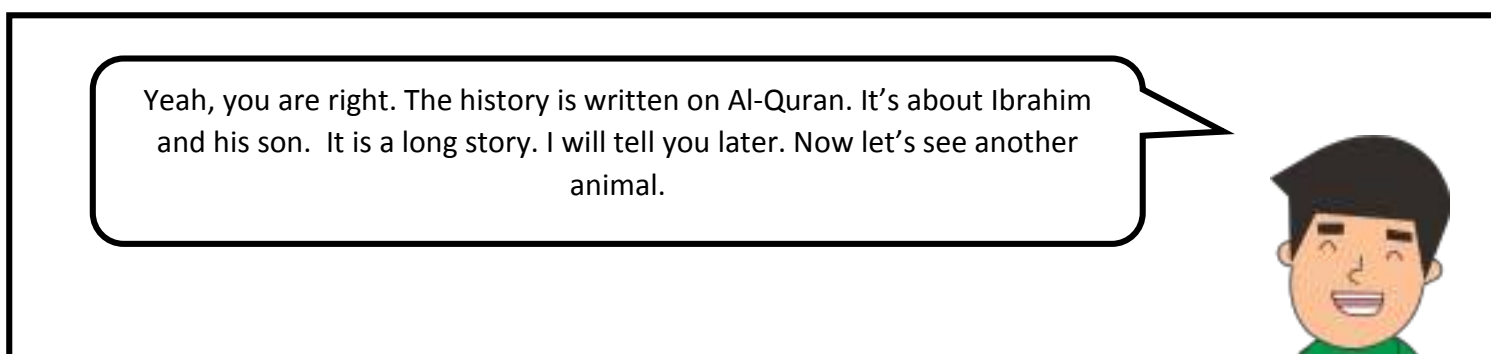 Yeah, you are right. The history is written on Al-Quran. It’s about Ibrahim
and his son.  It is a long story. I will tell you later. Now let’s see another
animal.